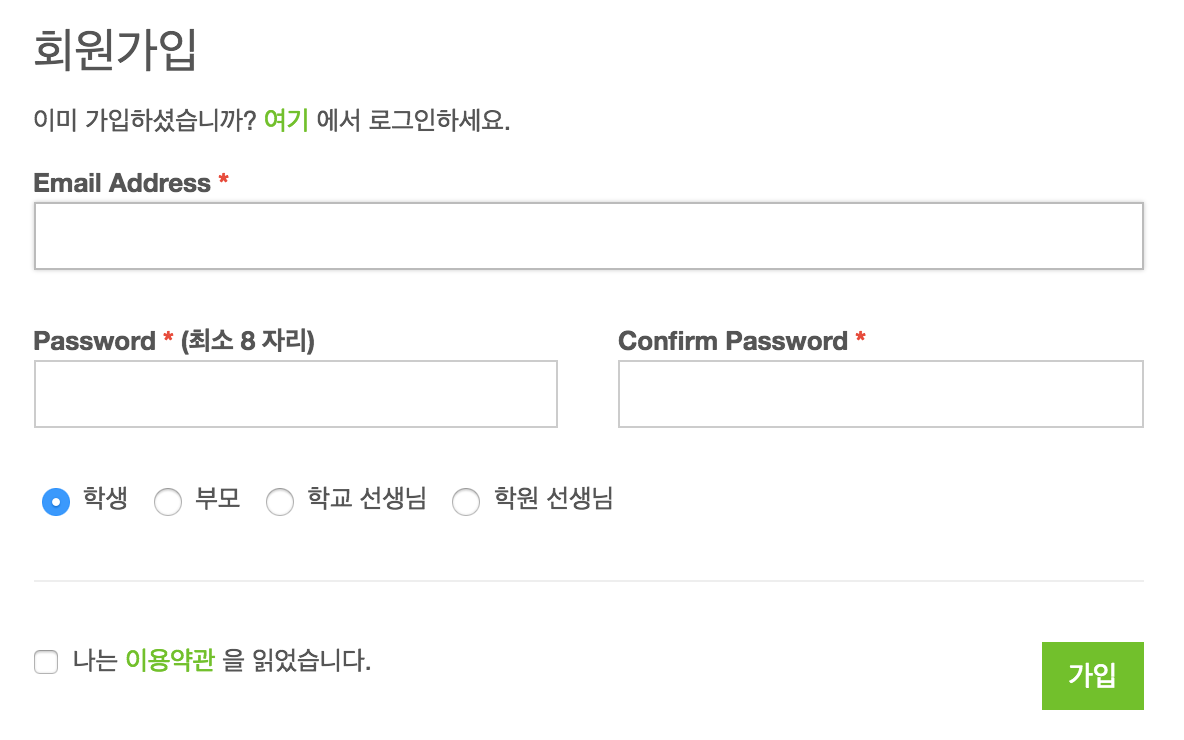 회원가입
이미 가입하셨습니까? 여기 에서 로그인하세요.
Email Address *
Password * (최소 8 자리)
Confirm Password *
학생 부모 학교 선생님 학원 선생님
나는 이용약관 을 읽었습니다.
가입